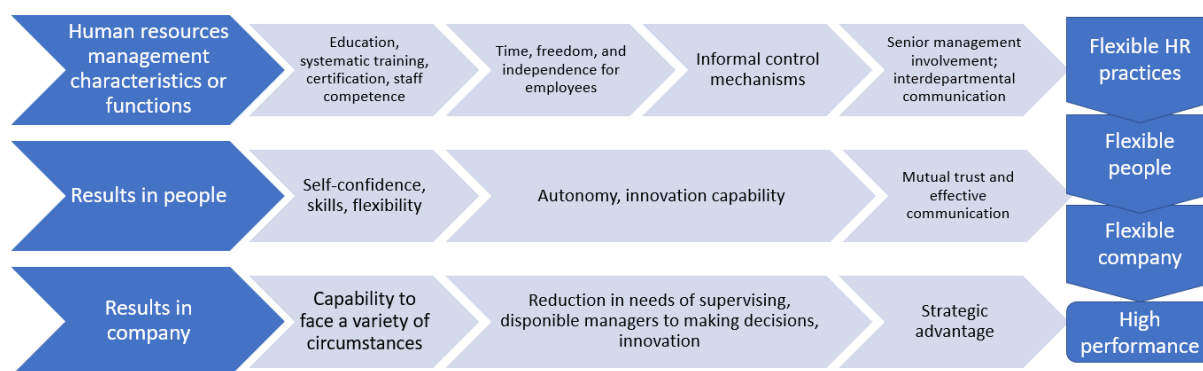 Human resources
management
characteristics or
functions
Education,
systematic training,
certification, staff
competence
Time, freedom, and
independence for
employees
Informal control
mechanisms
Senior management
involvement;
interdepartmental
communication
Flexible HR
practices
Results in people
Self-confidence,
skills, flexibility
Autonomy, innovation capability
Mutual trust and
effective
communication
Flexible
people
Flexible
company
Results in
company
Capability to
face a variety of
circumstances
Reduction in needs of supervising,
disponible managers to making decisions,
innovation
Strategic
advantage
High
performance